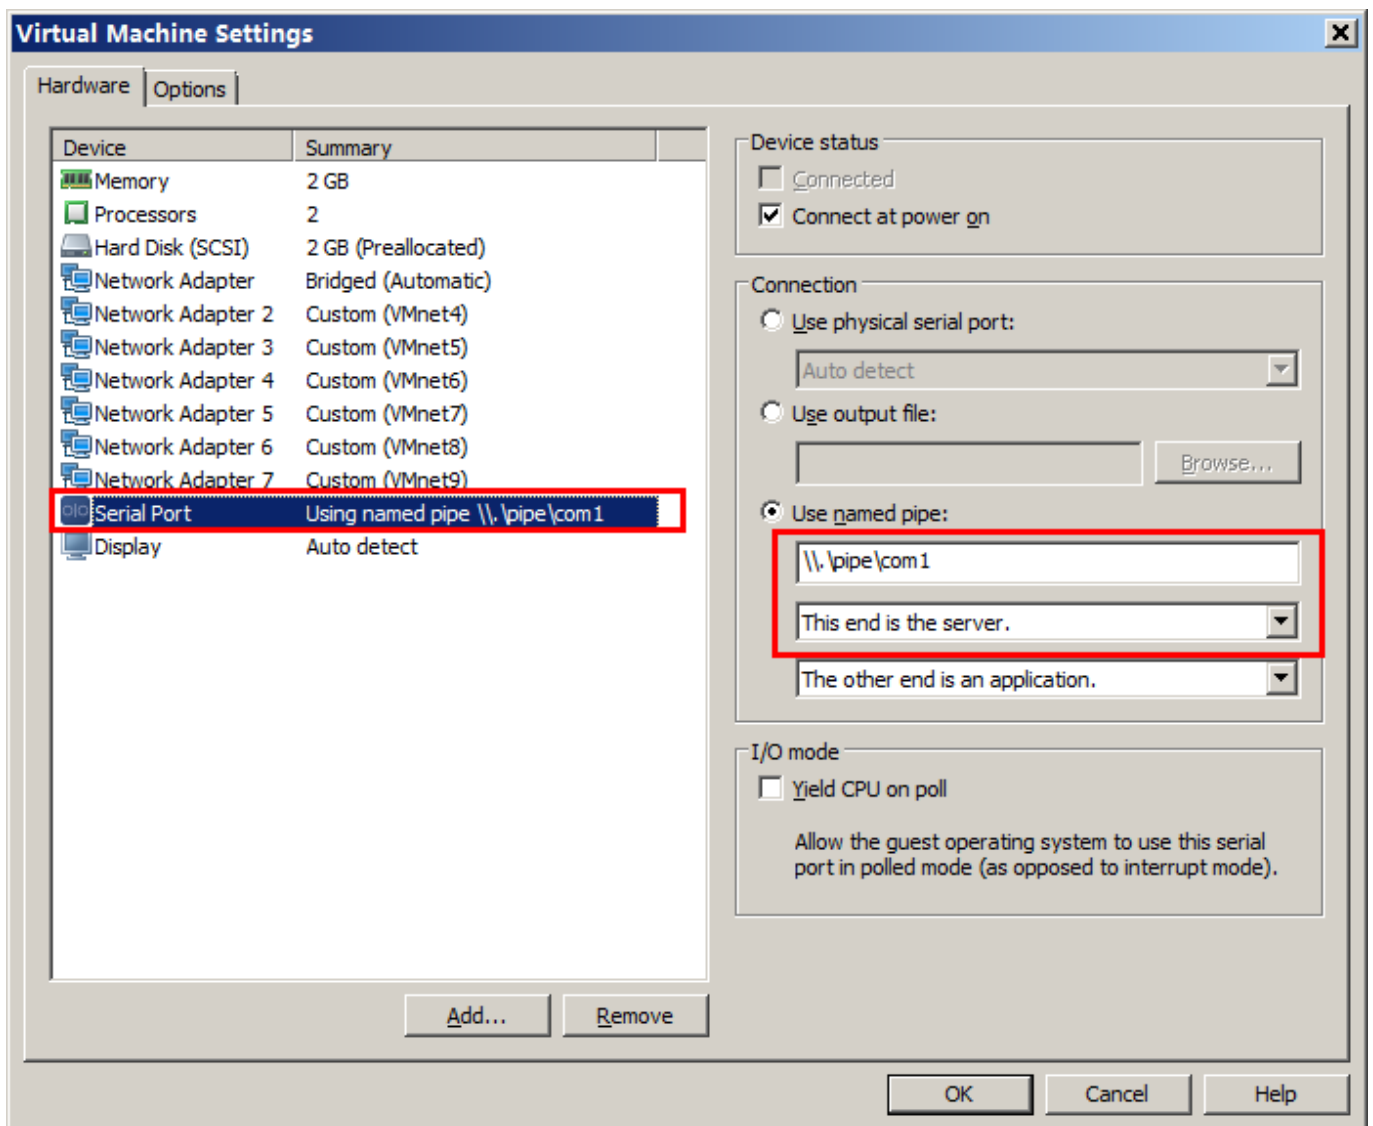 Virtual Machine Settings
Hardware
Options
Device Summary
Memory 2 GB
Processors 2
Hard Disk (SCSI) 2 GB (Preallocated)
Network Adapter Bridged (Automatic)
Network Adapter 2 Custom (VMnet4)
Network Adapter 3 Custom (VMnet5)
Network Adapter 4 Custom (VMnet6)
Network Adapter 5 Custom (VMnet7)
Network Adapter 6 Custom (VMnet8)
Network Adapter 7 Custom (VMnet9)
Serial Port Using named pipe \\.\pipe\com1
Display Auto detect
Add...
Remove
Device status
Connected
Connect at power on
Connection
Use physical serial port:
Auto detect
Use output file:
Browse...
Use named pipe:
\\.\pipe\com1
This end is the server.
The other end is an application.
I/O mode
Yield CPU on poll
Allow the guest operating system to use this serial
port in polled mode (as opposed to interrupt mode).
OK
Cancel
Help